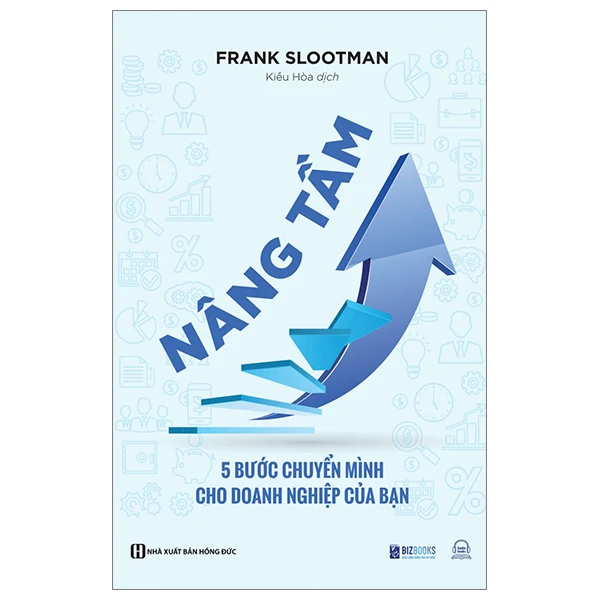 FRANK SLOOTMAN
Kiều Hòa dịch
NÂNG TẦM
5 BƯỚC CHUYỂN MÌNH
CHO DOANH NGHIỆP CỦA BẠN
NHÀ XUẤT BẢN HỒNG ĐỨC
BIZBOOKS